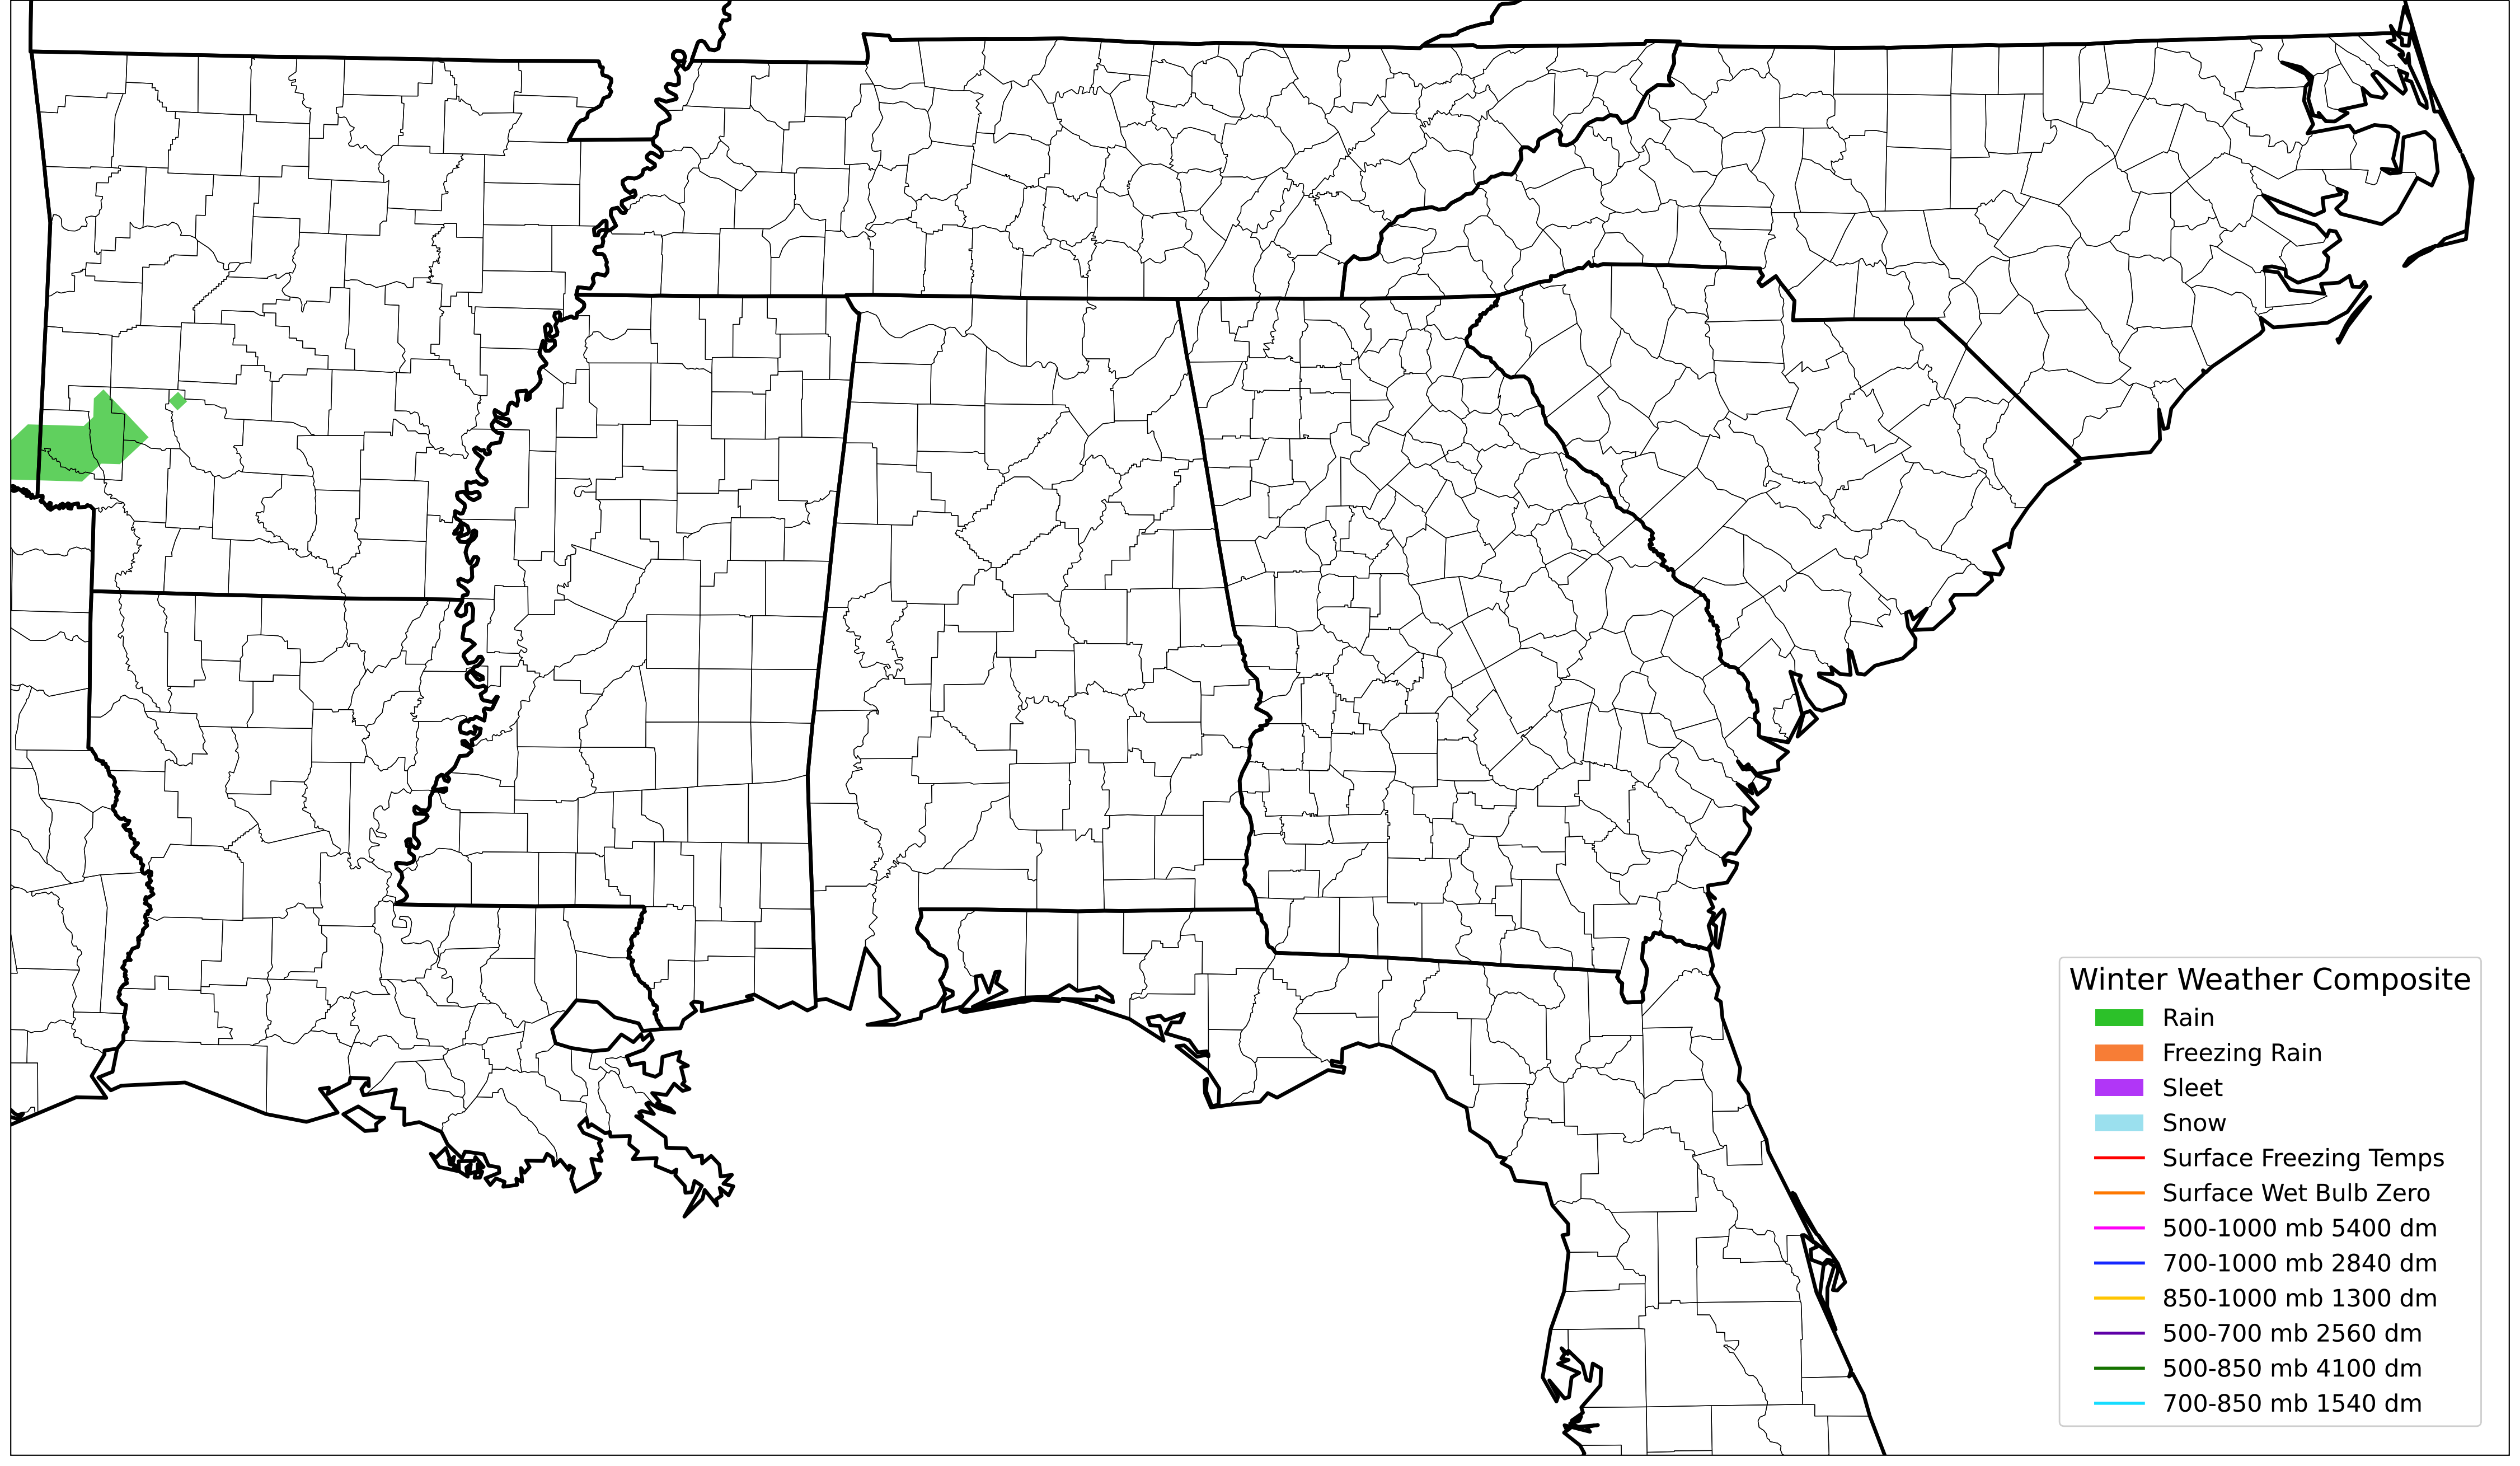 Winter Weather Composite
Rain
Freezing Rain
Sleet
Snow
Surface Freezing Temps
Surface Wet Bulb Zero
500-1000 mb 5400 dm
700-1000 mb 2840 dm
850-1000 mb 1300 dm
500-700 mb 2560 dm
500-850 mb 4100 dm
700-850 mb 1540 dm